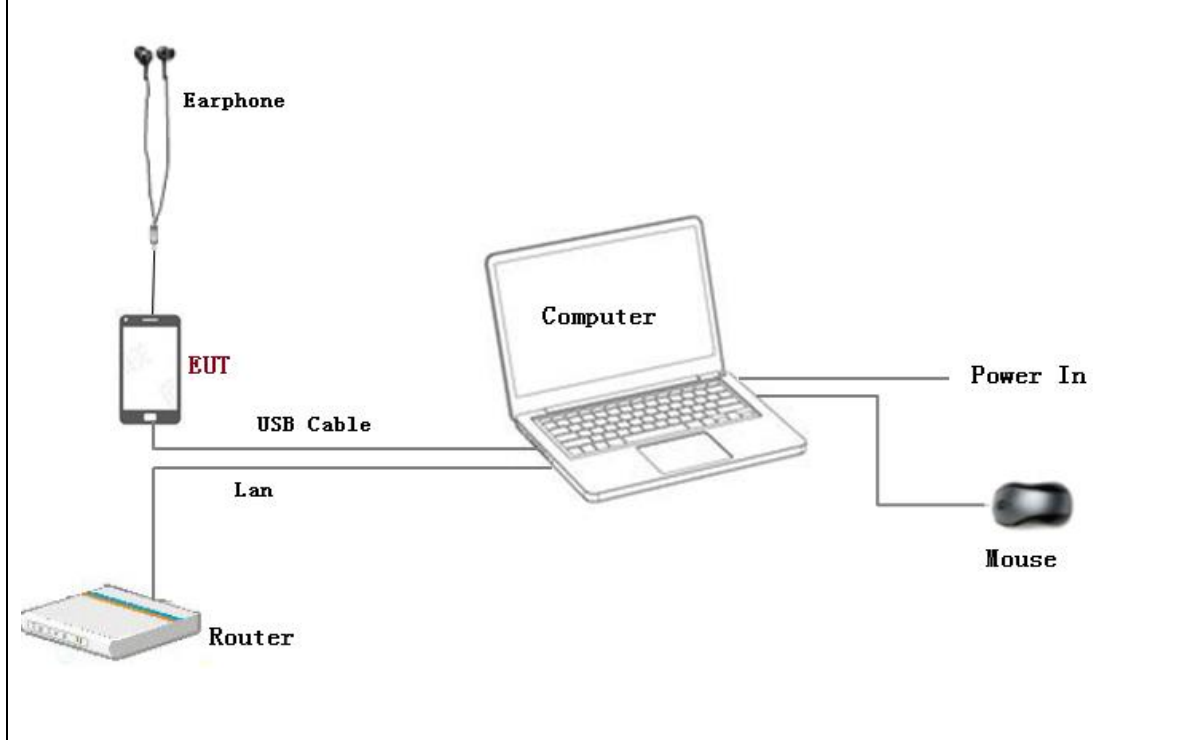 Earphone
Computer
EUT
Power In
USB Cable
Lan
Mouse
Router